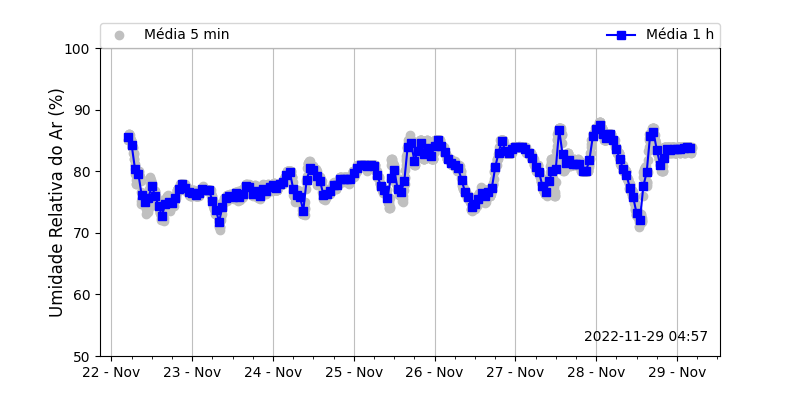 Média 5 min
Média 1 h
100
90
80
70
60
50
Umidade Relativa do Ar (%)
2022-11-29 04:57
22 - Nov
23 - Nov
24 - Nov
25 - Nov
26 - Nov
27 - Nov
28 - Nov
29 - Nov